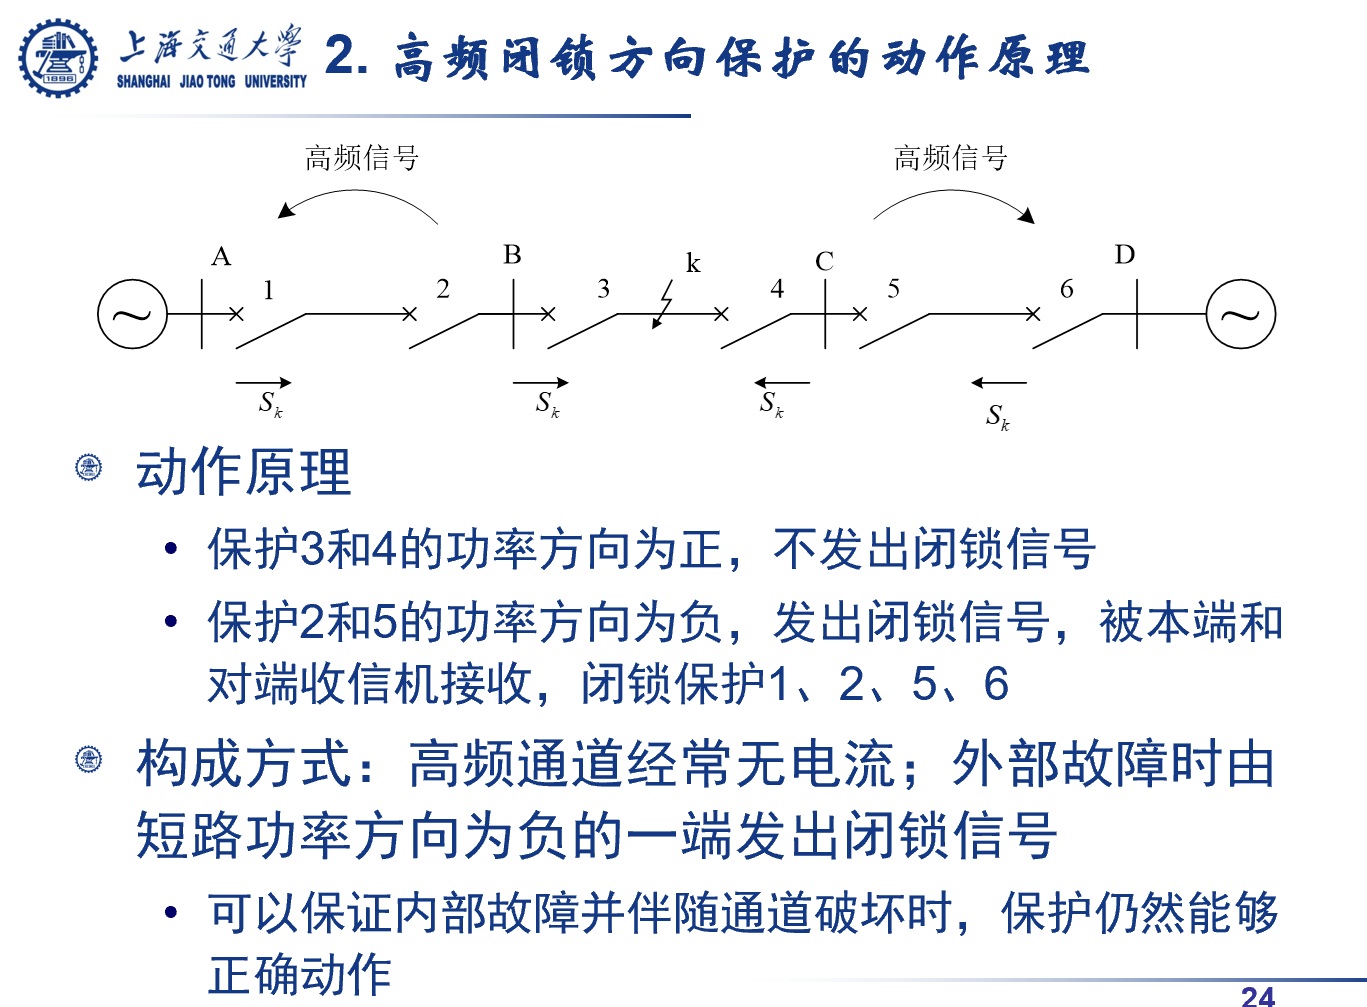 上海交通大学
SHANGHAI JIAO TONG UNIVERSITY
1896
2. 高频闭锁方向保护的动作原理
高频信号 高频信号
A B k C D
1 2 3 4 5 6
~ ~
Sk Sk Sk Sk
动作原理
• 保护3和4的功率方向为正，不发出闭锁信号
• 保护2和5的功率方向为负，发出闭锁信号，被本端和
对端收信机接收，闭锁保护1、2、5、6
构成方式：高频通道经常无电流；外部故障时由
短路功率方向为负的一端发出闭锁信号
• 可以保证内部故障并伴随通道破坏时，保护仍然能够
正确动作
24